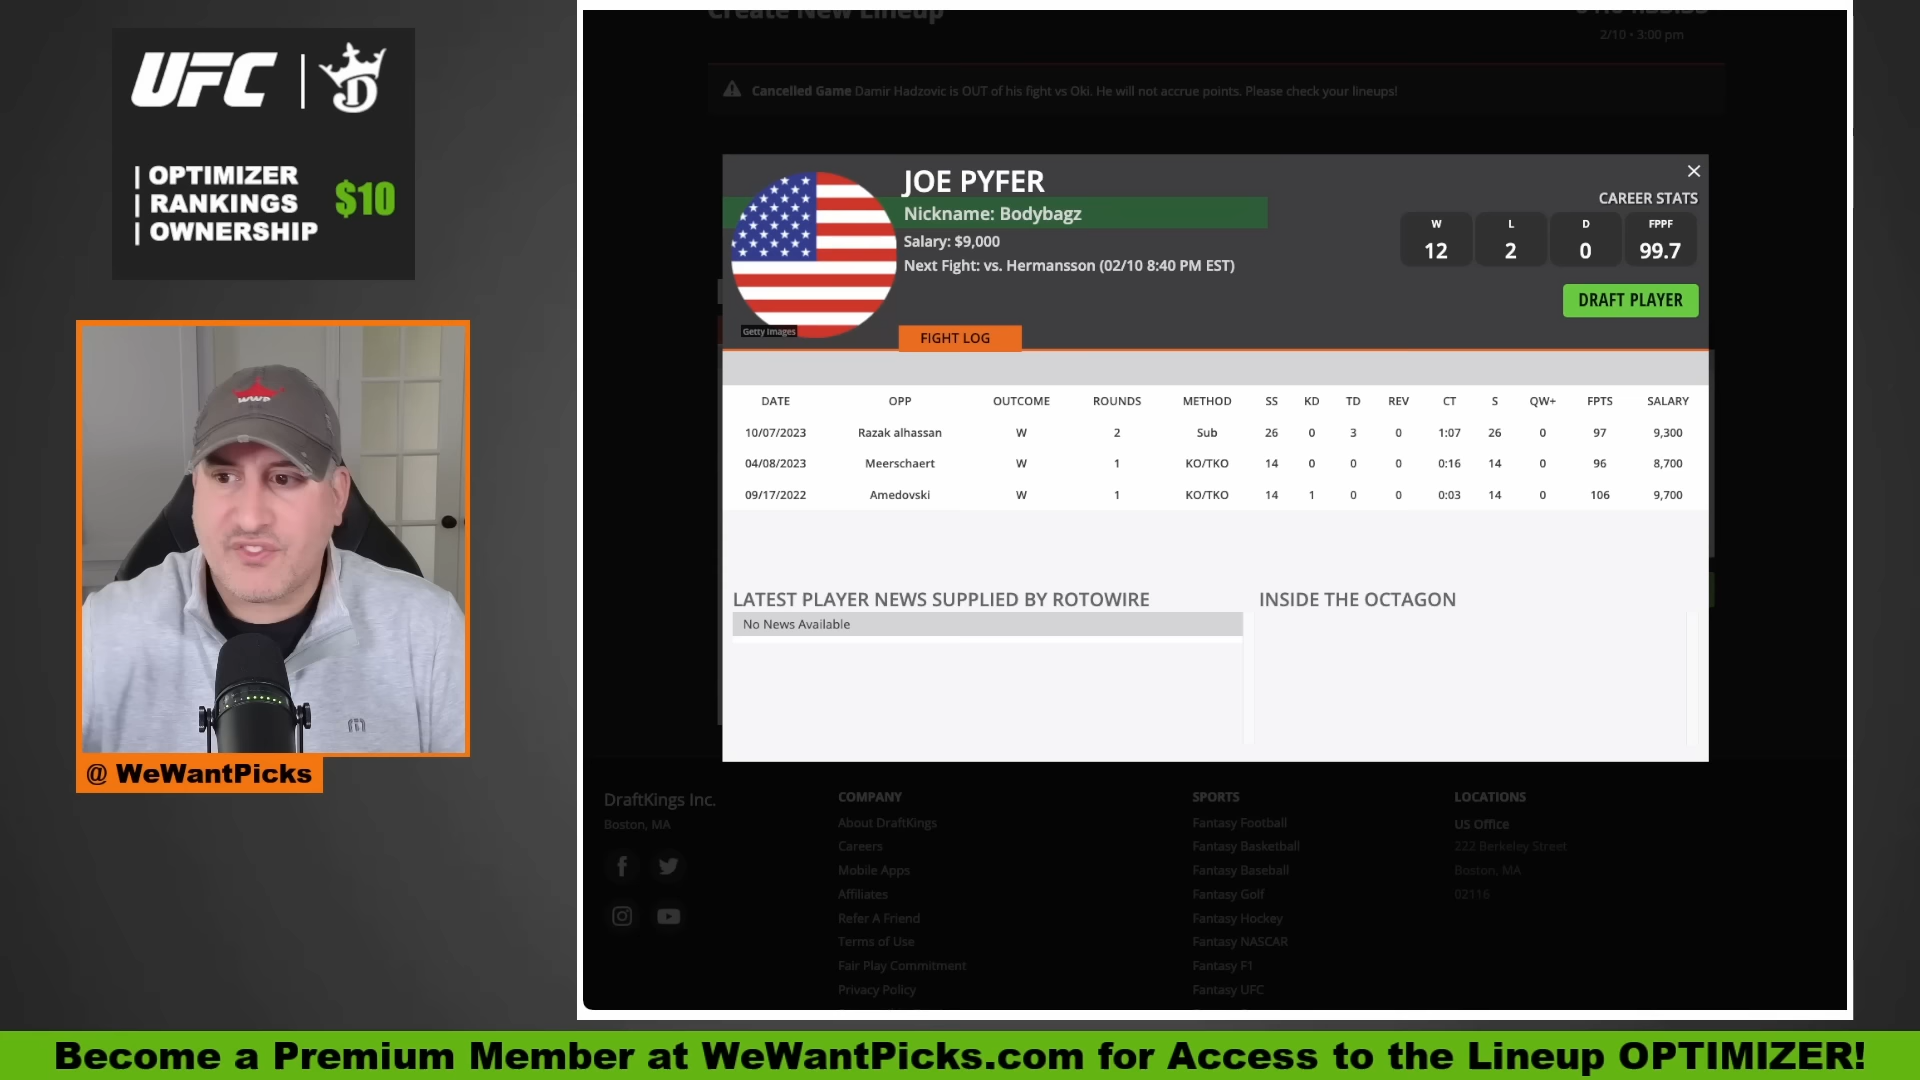 UFC
OPTIMIZER
RANKINGS
OWNERSHIP
$10
WWP
@ WeWantPicks
Create New Lineup
2/10 • 3:00 pm
Cancelled Game Damir Hadzovic is OUT of his fight vs Oki. He will not accrue points. Please check your lineups!
JOE PYFER
Nickname: Bodybagz
Salary: $9,000
Next Fight: vs. Hermansson (02/10 8:40 PM EST)
Getty Images
CAREER STATS
W L D FPPF
12 2 0 99.7
DRAFT PLAYER
FIGHT LOG
DATE OPP OUTCOME ROUNDS METHOD SS KD TD REV CT S QW+ FPTS SALARY
10/07/2023 Razak alhassan W 2 Sub 26 0 3 0 1:07 26 0 97 9,300
04/08/2023 Meerschaert W 1 KO/TKO 14 0 0 0 0:16 14 0 96 8,700
09/17/2022 Amedovski W 1 KO/TKO 14 1 0 0 0:03 14 0 106 9,700
LATEST PLAYER NEWS SUPPLIED BY ROTOWIRE
No News Available
INSIDE THE OCTAGON
DraftKings Inc.
Boston, MA
COMPANY
About DraftKings
Careers
Mobile Apps
Affiliates
Refer A Friend
Terms of Use
Fair Play Commitment
Privacy Policy
SPORTS
Fantasy Football
Fantasy Basketball
Fantasy Baseball
Fantasy Golf
Fantasy Hockey
Fantasy NASCAR
Fantasy F1
Fantasy UFC
LOCATIONS
US Office
222 Berkeley Street
Boston, MA
02116
Become a Premium Member at WeWantPicks.com for Access to the Lineup OPTIMIZER!